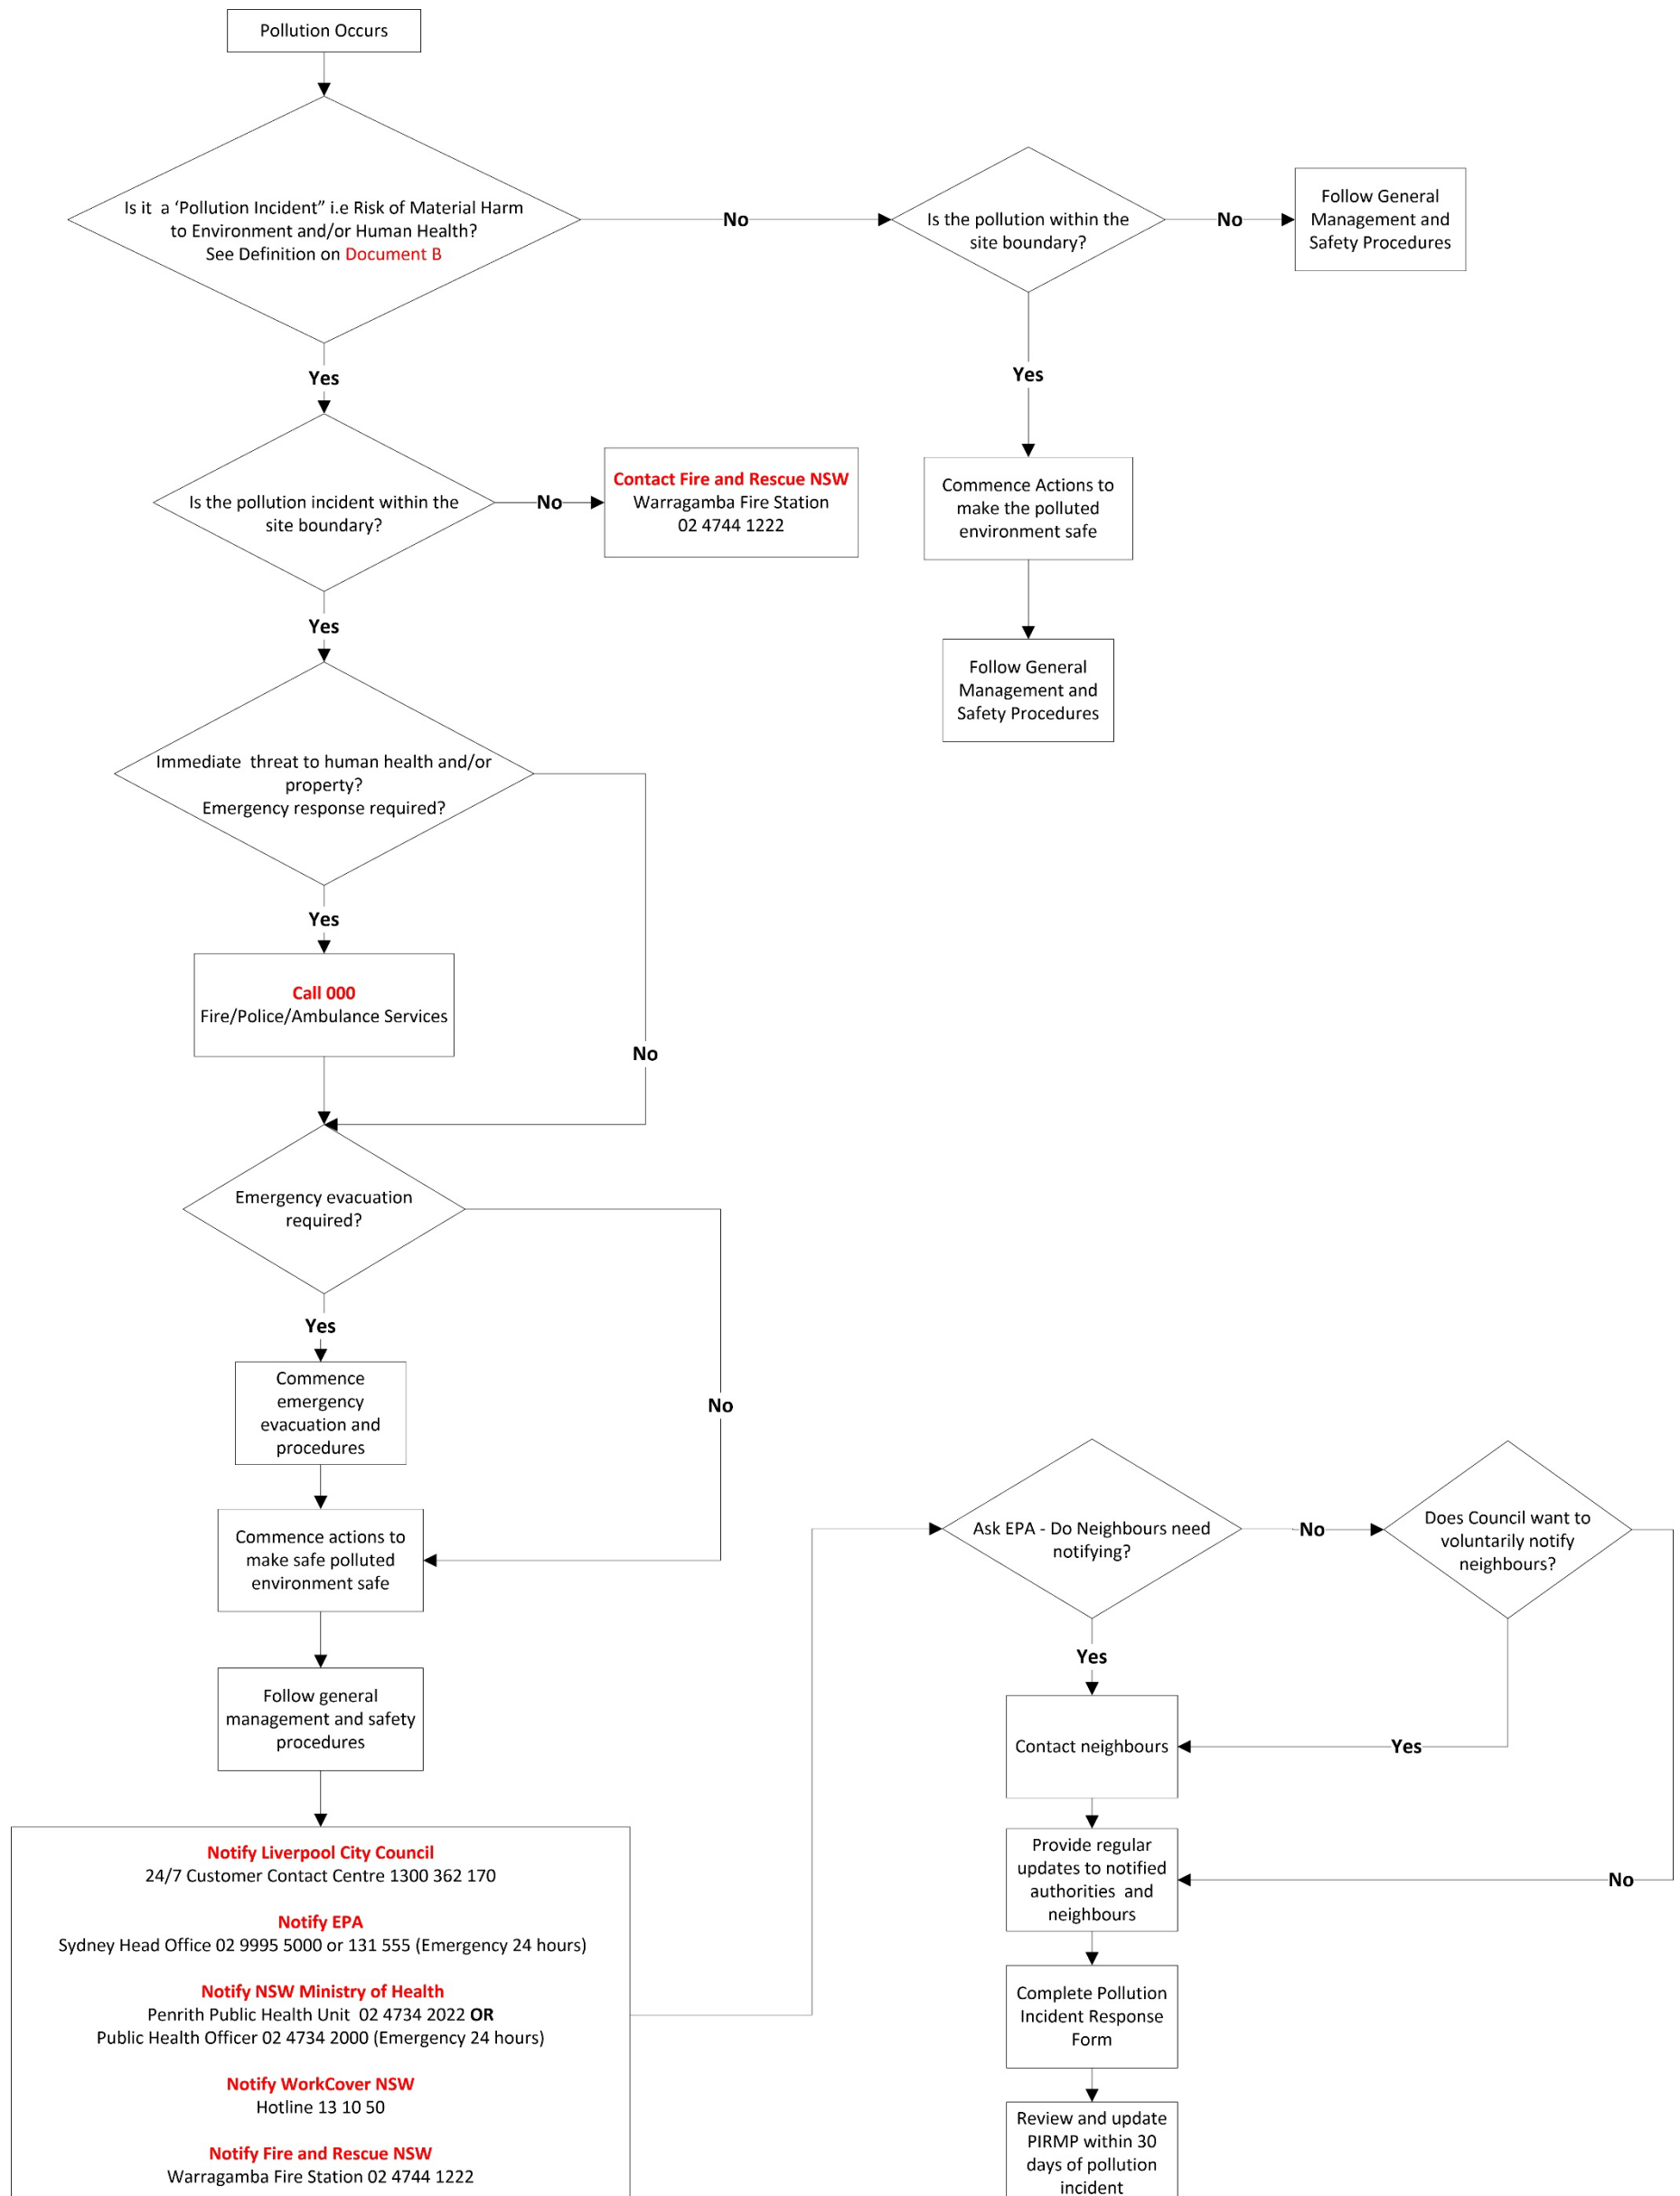 Pollution Occurs
Is it a ‘Pollution Incident” i.e Risk of Material Harm
to Environment and/or Human Health?
See Definition on Document B
No
Is the pollution within the
site boundary?
No
Follow General
Management and
Safety Procedures
Yes
Yes
Is the pollution incident within the
site boundary?
No
Contact Fire and Rescue NSW
Warragamba Fire Station
02 4744 1222
Commence Actions to
make the polluted
environment safe
Yes
Follow General
Management and
Safety Procedures
Immediate threat to human health and/or
property?
Emergency response required?
Yes
Call 000
Fire/Police/Ambulance Services
No
Emergency evacuation
required?
Yes
Commence
emergency
evacuation and
procedures
No
Commence actions to
make safe polluted
environment safe
Follow general
management and safety
procedures
Notify Liverpool City Council
24/7 Customer Contact Centre 1300 362 170
Notify EPA
Sydney Head Office 02 9995 5000 or 131 555 (Emergency 24 hours)
Notify NSW Ministry of Health
Penrith Public Health Unit 02 4734 2022 OR
Public Health Officer 02 4734 2000 (Emergency 24 hours)
Notify WorkCover NSW
Hotline 13 10 50
Notify Fire and Rescue NSW
Warragamba Fire Station 02 4744 1222
Ask EPA - Do Neighbours need
notifying?
No
Does Council want to
voluntarily notify
neighbours?
Yes
Contact neighbours
Yes
Provide regular
updates to notified
authorities and
neighbours
No
Complete Pollution
Incident Response
Form
Review and update
PIRMP within 30
days of pollution
incident